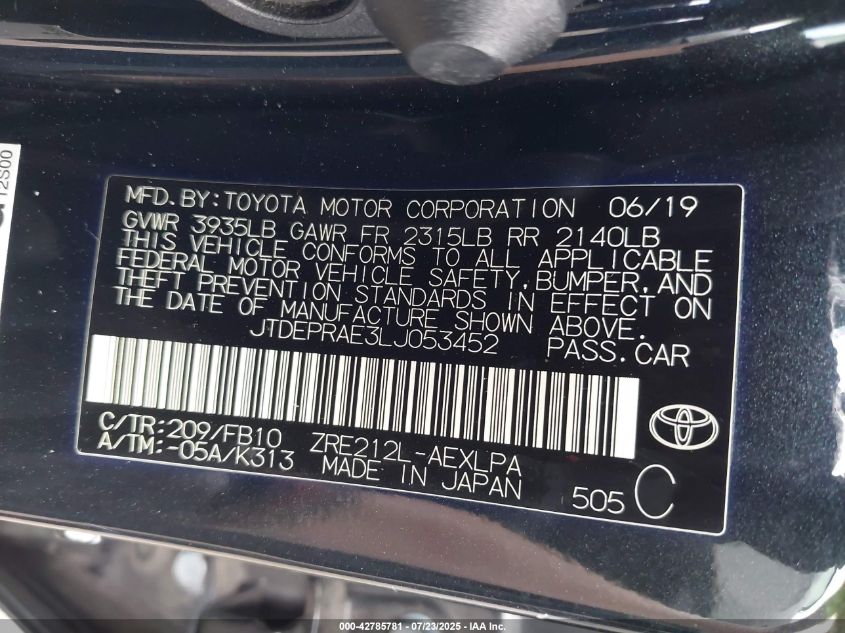 12S00
MFD. BY: TOYOTA MOTOR CORPORATION 06/19
GVWR 3935LB GAWR FR 2315LB RR 2140LB
THIS VEHICLE CONFORMS TO ALL APPLICABLE
FEDERAL MOTOR VEHICLE SAFETY, BUMPER, AND
THEFT PREVENTION STANDARDS IN EFFECT ON
THE DATE OF MANUFACTURE SHOWN ABOVE.
JTDEPRAE3LJ053452 PASS. CAR
C/TR: 209/FB10 ZRE212L-AEXLPA
A/TM: -05A/K313 MADE IN JAPAN 505 C
000-42785781 - 07/23/2025 - IAA Inc.